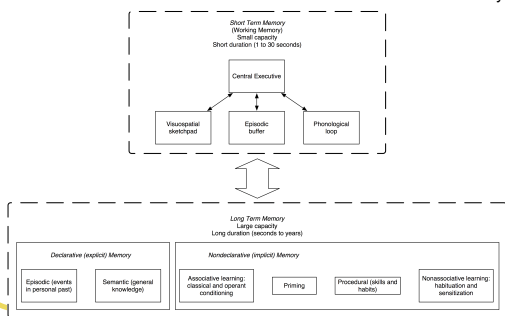 Short Term Memory
(Working Memory)
Small capacity
Short duration (1 to 30 seconds)
Central Executive
Visuospatial
sketchpad
Episodic
buffer
Phonological
loop
Long Term Memory
Large capacity
Long duration (seconds to years)
Declarative (explicit) Memory
Episodic (events
in personal past)
Semantic (general
knowledge)
Nondeclarative (implicit) Memory
Associative learning:
classical and operant
conditioning
Priming
Procedural (skills and
habits)
Nonassociative learning:
habituation and
sensitization